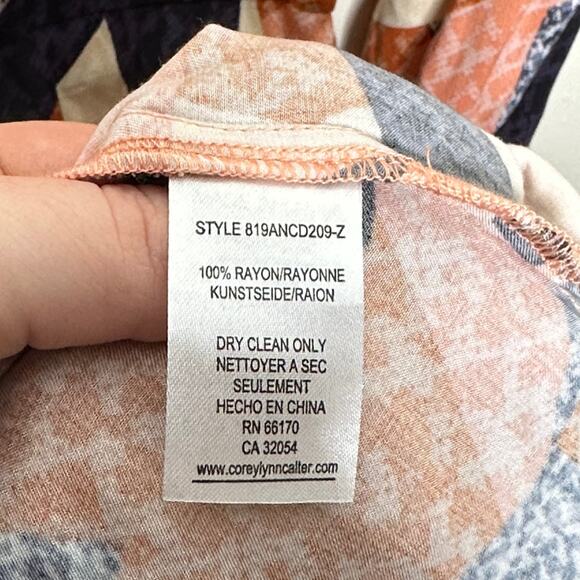 STYLE 819ANCD209-Z
100% RAYON/RAYONNE
KUNSTSEIDE/RAION
DRY CLEAN ONLY
NETTOYER A SEC
SEULEMENT
HECHO EN CHINA
RN 66170
CA 32054
www.coreylynncalter.com